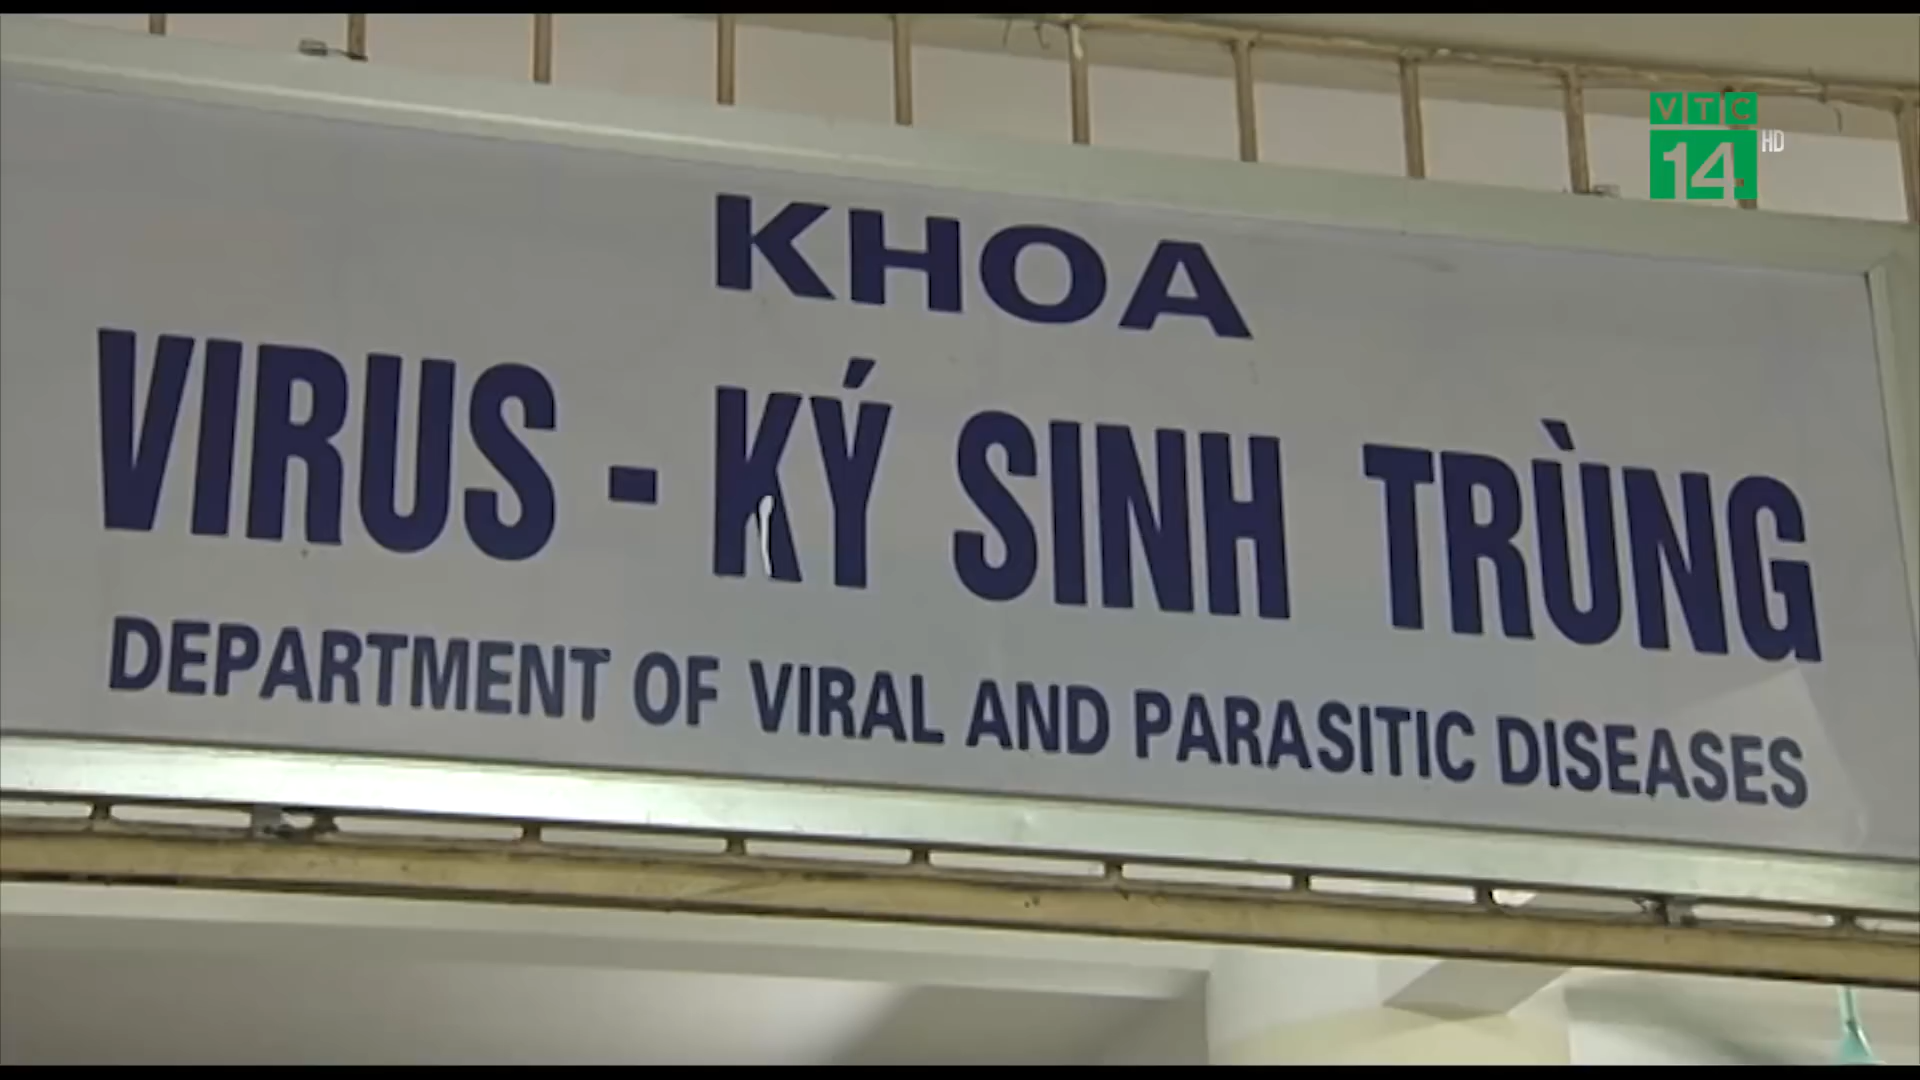 VTC
14 HD
KHOA
VIRUS - KÝ SINH TRÙNG
DEPARTMENT OF VIRAL AND PARASITIC DISEASES